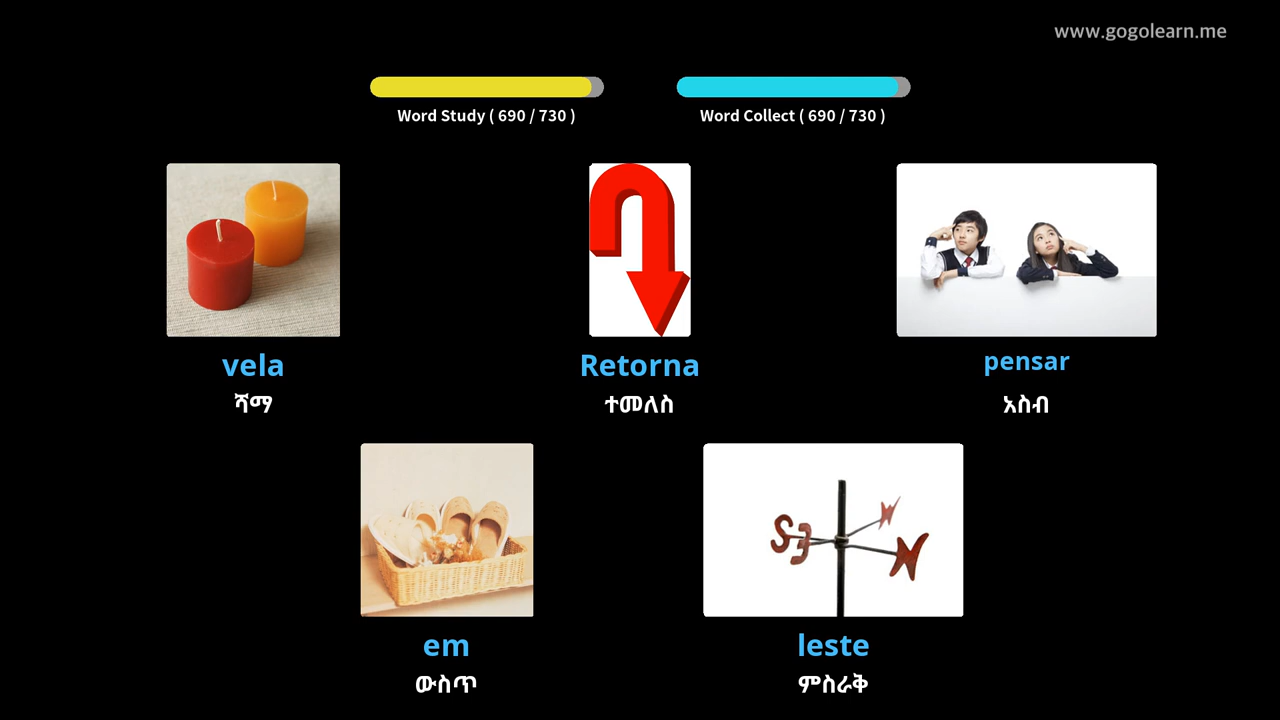 www.gogolearn.me
Word Study ( 690 / 730 )
Word Collect ( 690 / 730 )
vela
ሻማ
Retorna
ተመለስ
pensar
አስብ
em
ውስጥ
leste
ምስራቅ